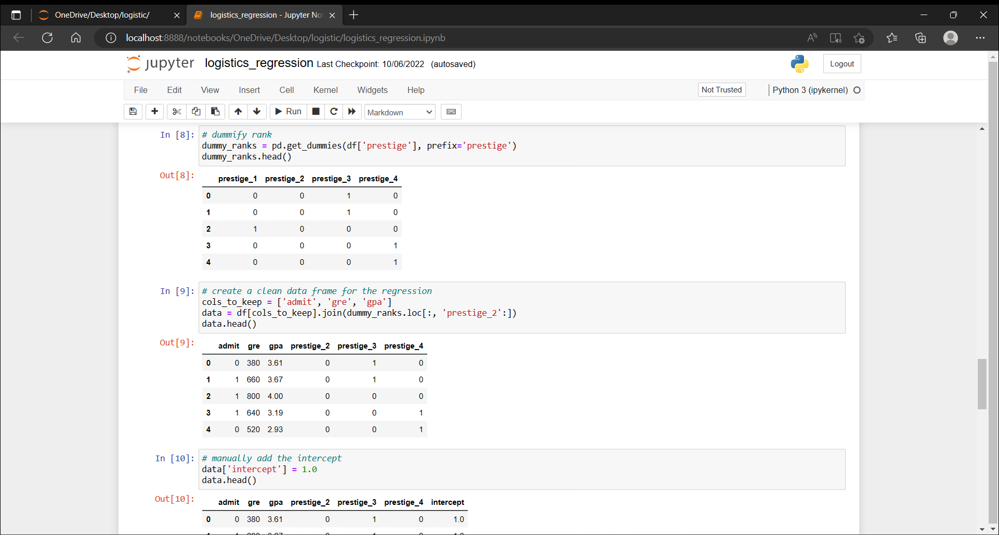 OneDrive/Desktop/logistic/
logistics_regression - Jupyter No
localhost:8888/notebooks/OneDrive/Desktop/logistic/logistics_regression.ipynb
jupyter logistics_regression Last Checkpoint: 10/06/2022 (autosaved)
Logout
File Edit View Insert Cell Kernel Widgets Help
Not Trusted
Python 3 (ipykernel)
Run
Markdown
In [8]:
# dummify rank
dummy_ranks = pd.get_dummies(df['prestige'], prefix='prestige')
dummy_ranks.head()
Out[8]:
prestige_1 prestige_2 prestige_3 prestige_4
0 0 0 1 0
1 0 0 1 0
2 1 0 0 0
3 0 0 0 1
4 0 0 0 1
In [9]:
# create a clean data frame for the regression
cols_to_keep = ['admit', 'gre', 'gpa']
data = df[cols_to_keep].join(dummy_ranks.loc[:, 'prestige_2':])
data.head()
Out[9]:
admit gre gpa prestige_2 prestige_3 prestige_4
0 0 380 3.61 0 1 0
1 1 660 3.67 0 1 0
2 1 800 4.00 0 0 0
3 1 640 3.19 0 0 1
4 0 520 2.93 0 0 1
In [10]:
# manually add the intercept
data['intercept'] = 1.0
data.head()
Out[10]:
admit gre gpa prestige_2 prestige_3 prestige_4 intercept
0 0 380 3.61 0 1 0 1.0